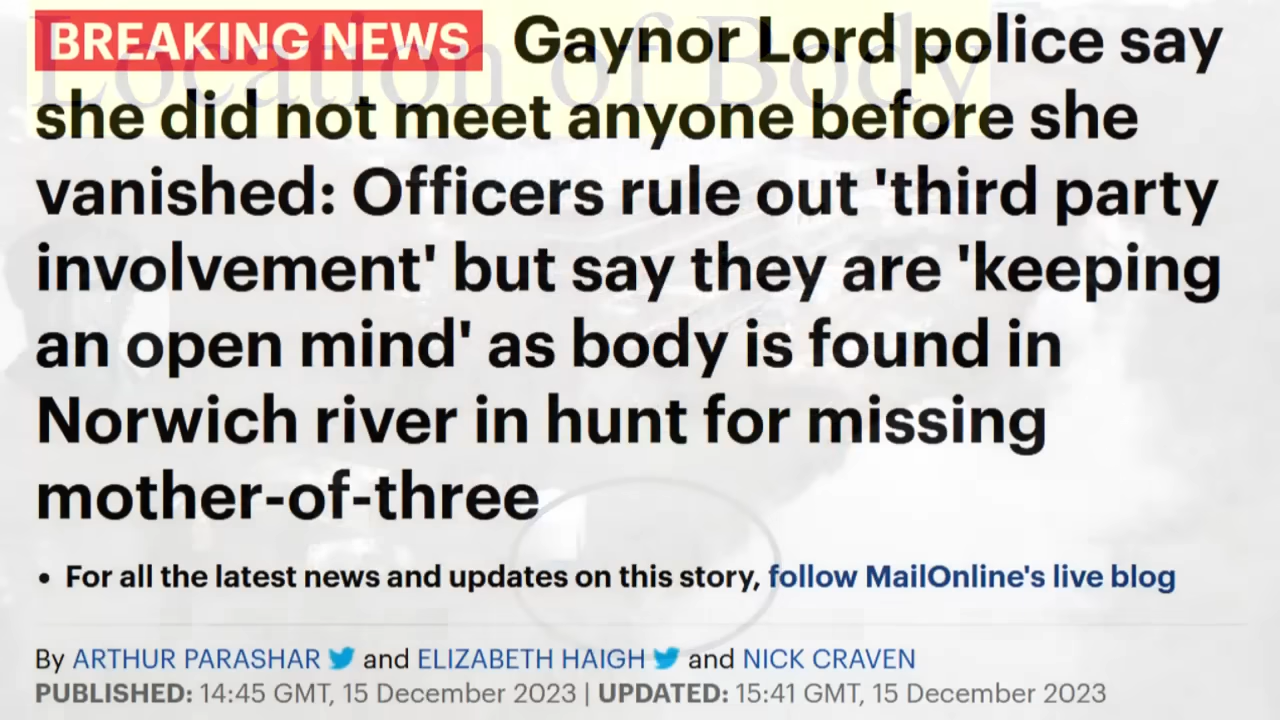 Location of Body
BREAKING NEWS Gaynor Lord police say
she did not meet anyone before she
vanished: Officers rule out 'third party
involvement' but say they are 'keeping
an open mind' as body is found in
Norwich river in hunt for missing
mother-of-three
• For all the latest news and updates on this story, follow MailOnline's live blog
By ARTHUR PARASHAR and ELIZABETH HAIGH and NICK CRAVEN
PUBLISHED: 14:45 GMT, 15 December 2023 | UPDATED: 15:41 GMT, 15 December 2023